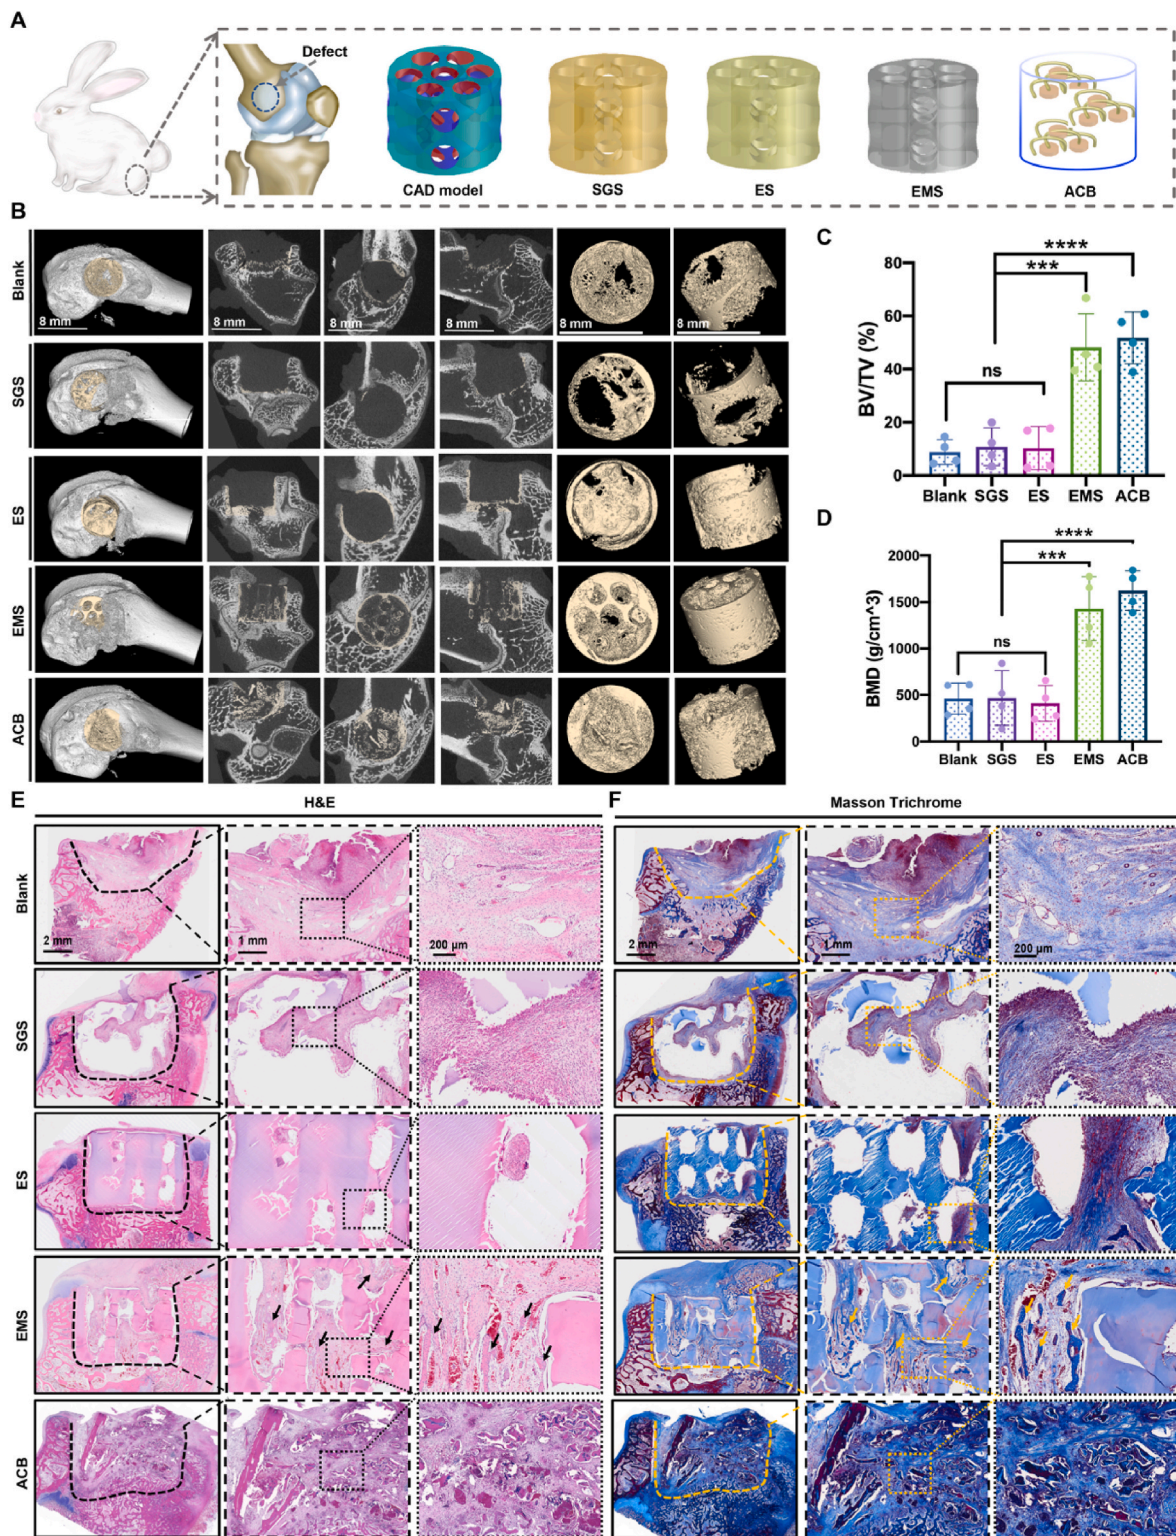 A
Defect
CAD model
SGS
ES
EMS
ACB
B
Blank
8 mm
8 mm
8 mm
8 mm
8 mm
8 mm
SGS
ES
EMS
ACB
C
BV/TV (%)
80
60
40
20
0
****
***
ns
Blank
SGS
ES
EMS
ACB
D
BMD (g/cm^3)
2000
1500
1000
500
0
****
***
ns
Blank
SGS
ES
EMS
ACB
E
H&E
Blank
2 mm
1 mm
200 μm
SGS
ES
EMS
ACB
F
Masson Trichrome
2 mm
1 mm
200 μm